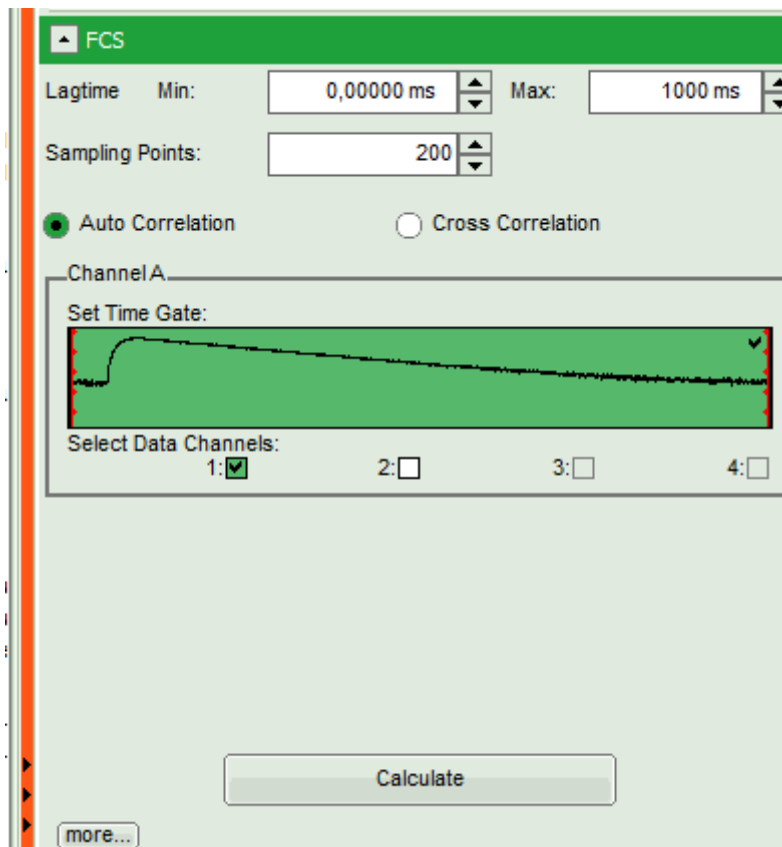 FCS
Lagtime Min: 0,00000 ms Max: 1000 ms
Sampling Points: 200
Auto Correlation Cross Correlation
Channel A
Set Time Gate:
Select Data Channels:
1: 2: 3: 4:
Calculate
more...